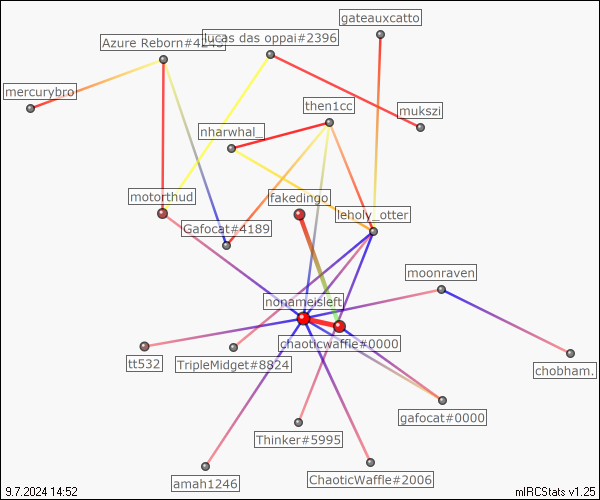 gateauxcatto
lucas das oppai#2396
Azure Reborn#4243
mercurybro
then1cc
mukszi
nharwhal_
motorthud
fakedingo
leholy_otter
Gafocat#4189
moonraven
nonameisleft
chaoticwaffle#0000
tt532
TripleMidget#8824
chobham.
gafocat#0000
Thinker#5995
ChaoticWaffle#2006
amah1246
9.7.2024 14:52
mIRCStats v1.25